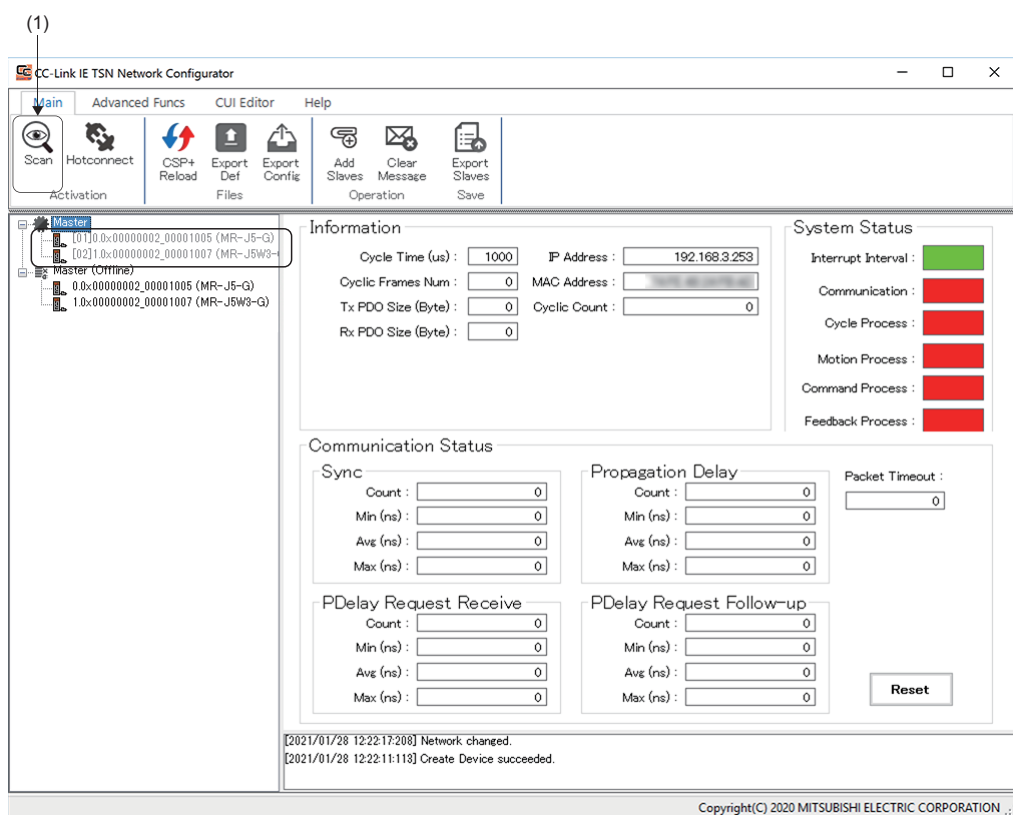 (1)
CC-Link IE TSN Network Configurator
Main Advanced Funcs CUI Editor Help
Scan Hotconnect CSP+ Reload Export Def Export Config Add Slaves Clear Message Export Slaves
Activation Files Operation Save
Master
[01]0.0x00000002_00001005 (MR-J5-G)
[02]1.0x00000002_00001007 (MR-J5W3-
Master (Offline)
0.0x00000002_00001005 (MR-J5-G)
1.0x00000002_00001007 (MR-J5W3-G)
Information
Cycle Time (us) : 1000 IP Address : 192.168.3.253
Cyclic Frames Num : 0 MAC Address :
Tx PDO Size (Byte) : 0 Cyclic Count : 0
Rx PDO Size (Byte) : 0
System Status
Interrupt Interval :
Communication :
Cycle Process :
Motion Process :
Command Process :
Feedback Process :
Communication Status
Sync
Count : 0
Min (ns) : 0
Avg (ns) : 0
Max (ns) : 0
Propagation Delay
Count : 0
Min (ns) : 0
Avg (ns) : 0
Max (ns) : 0
Packet Timeout :
0
PDelay Request Receive
Count : 0
Min (ns) : 0
Avg (ns) : 0
Max (ns) : 0
PDelay Request Follow-up
Count : 0
Min (ns) : 0
Avg (ns) : 0
Max (ns) : 0
Reset
[2021/01/28 12:22:17:208] Network changed.
[2021/01/28 12:22:11:113] Create Device succeeded.
Copyright(C) 2020 MITSUBISHI ELECTRIC CORPORATION